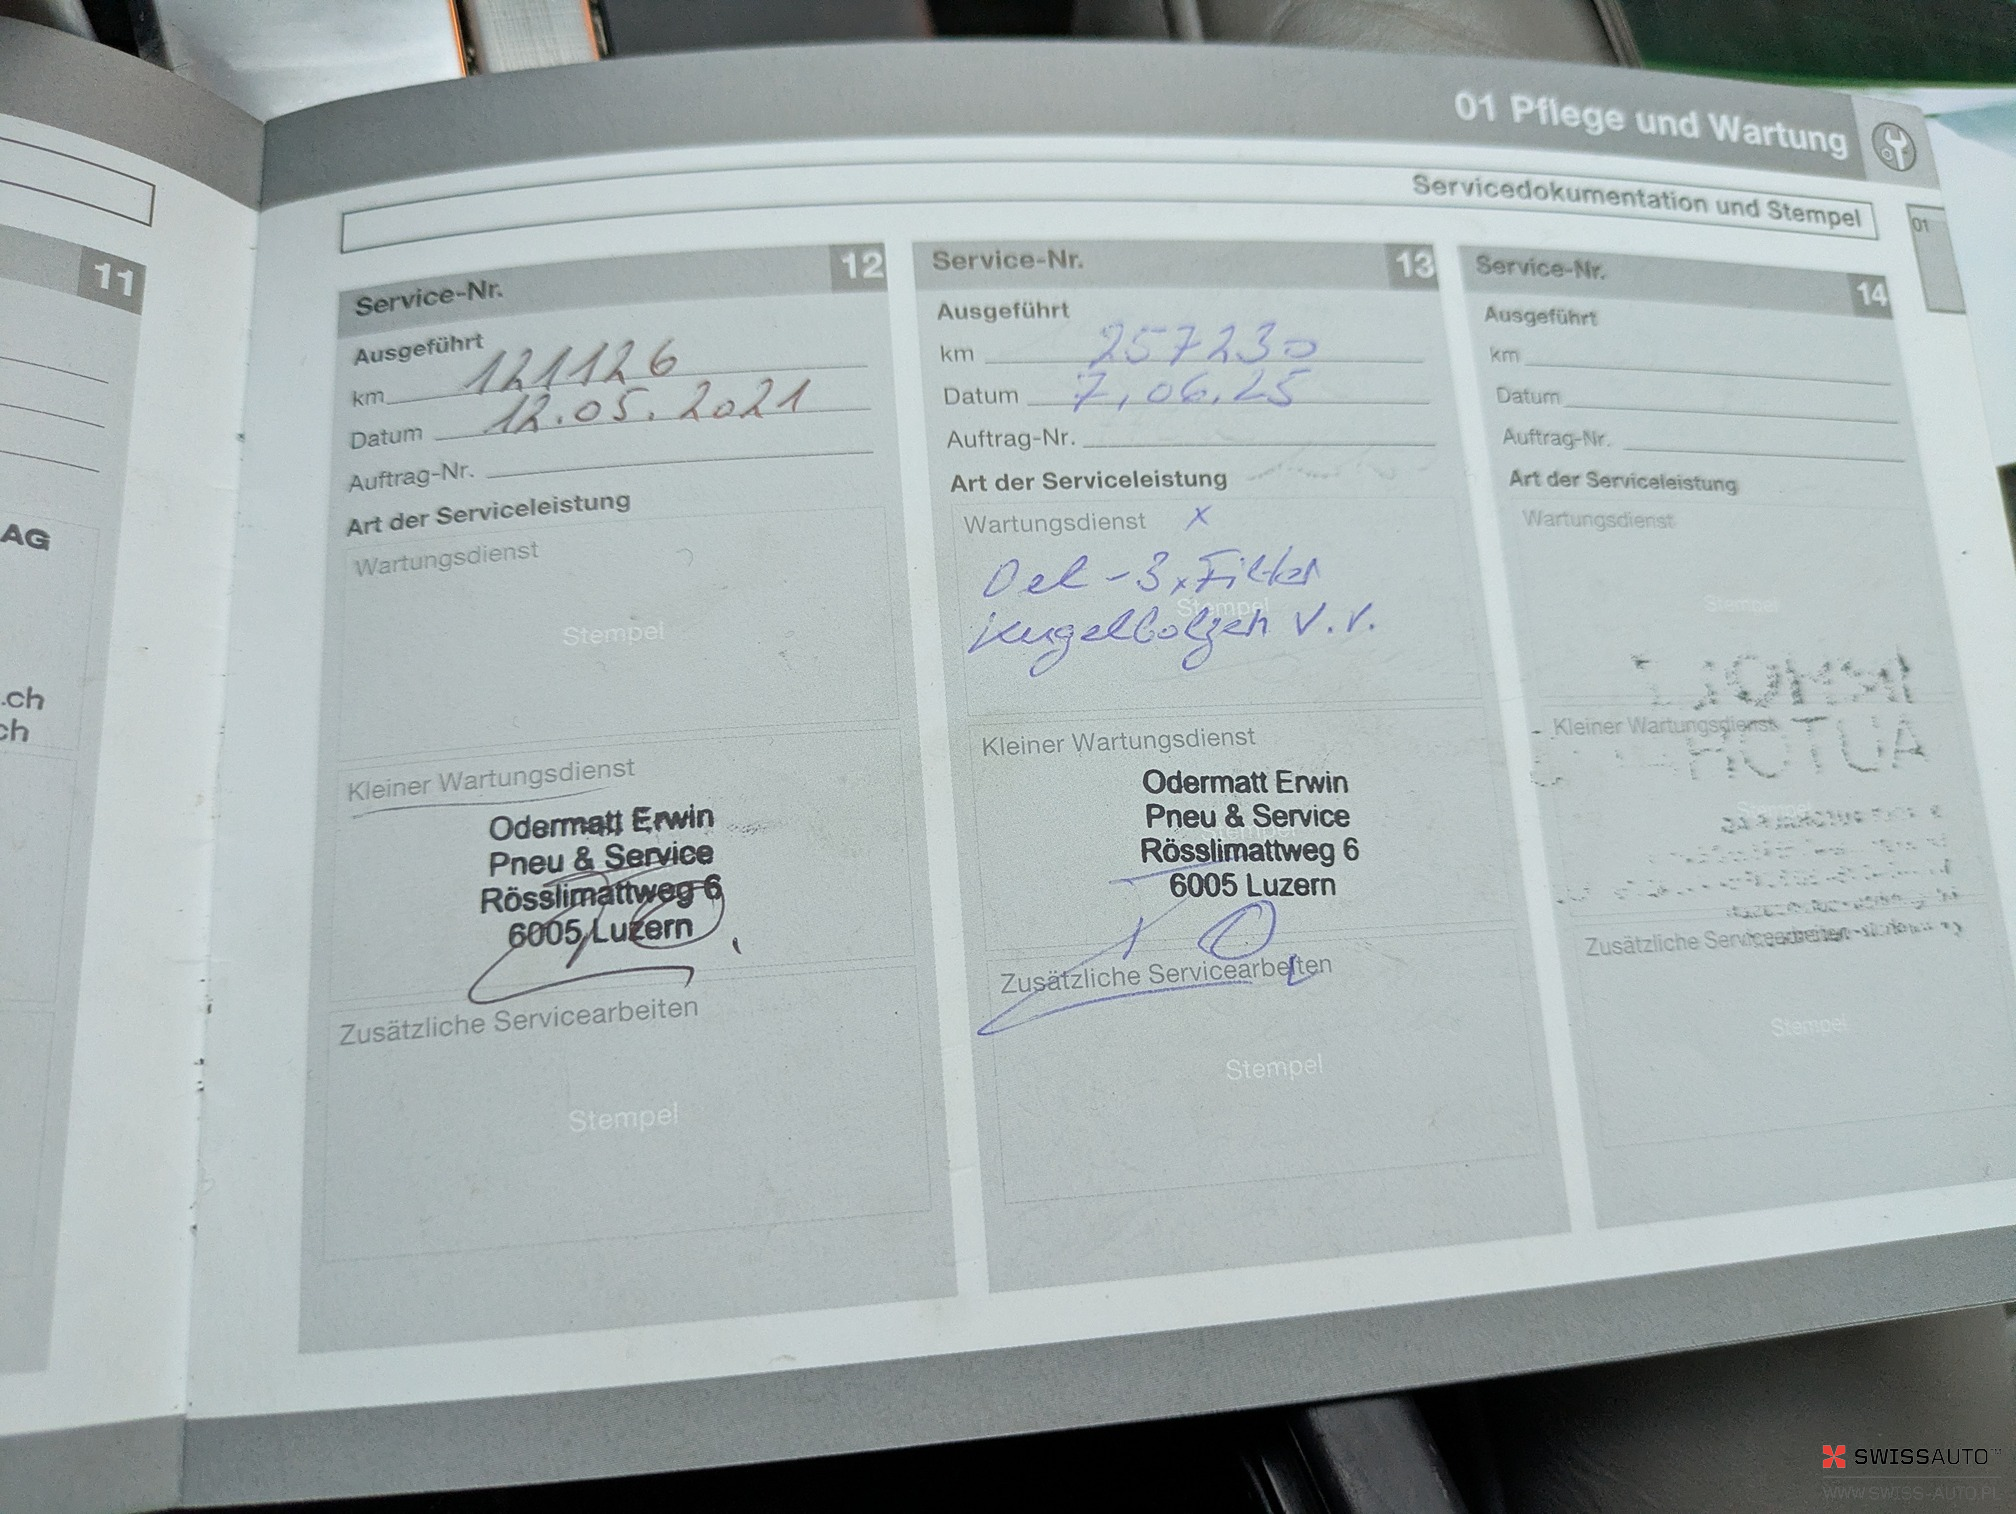 01 Pflege und Wartung
Servicedokumentation und Stempel
01
11
AG
.ch
ch
Service-Nr. 12
Ausgeführt
km 121126
Datum 12.05.2021
Auftrag-Nr.
Art der Serviceleistung
Wartungsdienst
Stempel
Kleiner Wartungsdienst
Odermatt Erwin
Pneu & Service
Rösslimattweg 6
6005 Luzern
Zusätzliche Servicearbeiten
Stempel
Service-Nr. 13
Ausgeführt
km 257230
Datum 7,06,25
Auftrag-Nr.
Art der Serviceleistung
Wartungsdienst x
Oel - 3 x Filter
Stempel
Kugelbolzen V.V.
Kleiner Wartungsdienst
Odermatt Erwin
Pneu & Service
Stempel
Rösslimattweg 6
6005 Luzern
Zusätzliche Servicearbeiten
Stempel
Service-Nr. 14
Ausgeführt
km
Datum
Auftrag-Nr.
Art der Serviceleistung
Wartungsdienst
Stempel
Kleiner Wartungsdienst
Stempel
Zusätzliche Servicearbeiten
Stempel
SWISSAUTO™
WWW.SWISS-AUTO.PL